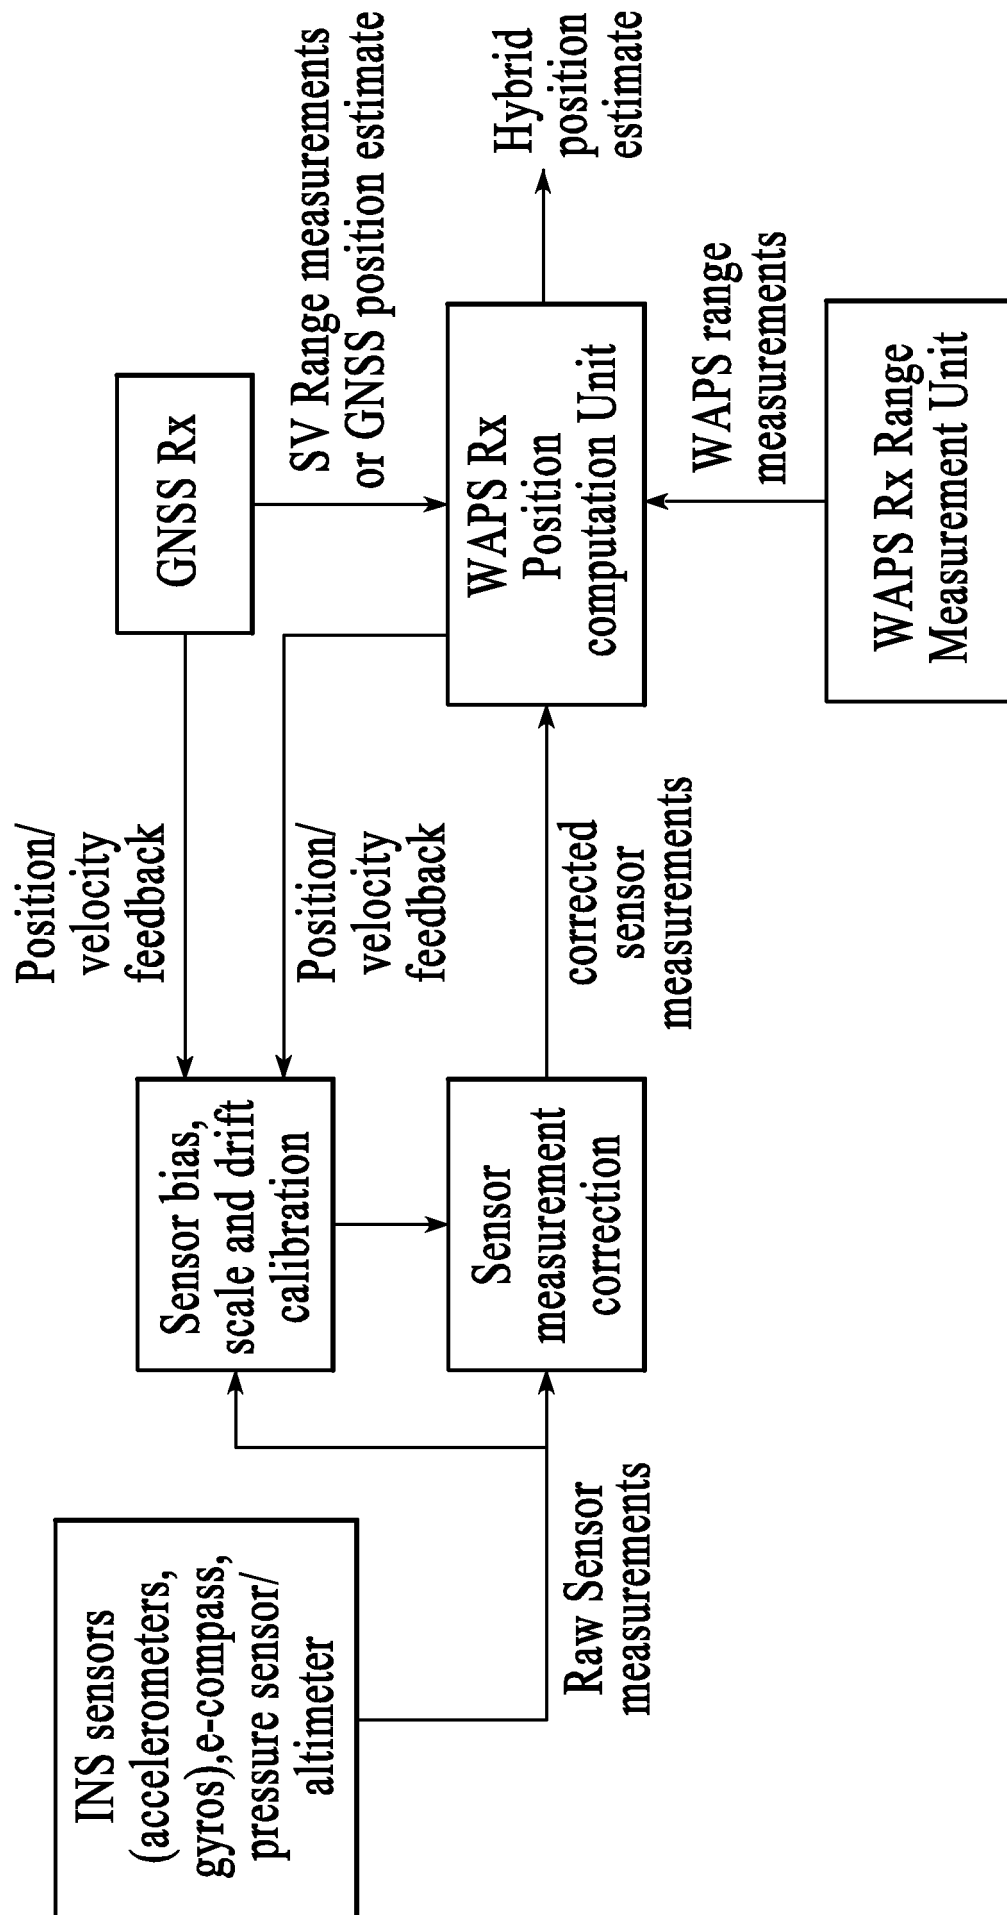 INS sensors
(accelerometers,
gyros),e-compass,
pressure sensor/
altimeter
Raw Sensor
measurements
Sensor bias,
scale and drift
calibration
Sensor
measurement
correction
Position/
velocity
feedback
Position/
velocity
feedback
corrected
sensor
measurements
GNSS Rx
SV Range measurements
or GNSS position estimate
WAPS Rx
Position
computation Unit
WAPS range
measurements
WAPS Rx Range
Measurement Unit
Hybrid
position
estimate